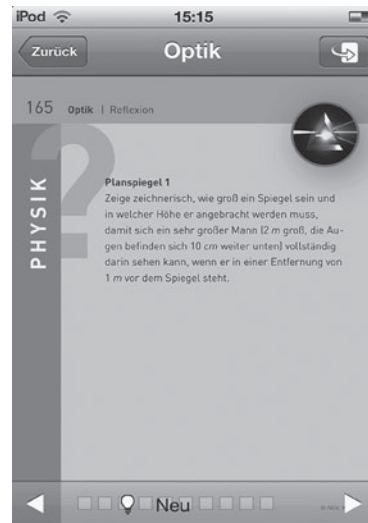 iPod 15:15
Zurück Optik
165 Optik | Reflexion
PHYSIK
?
Planspiegel 1
Zeige zeichnerisch, wie groß ein Spiegel sein und
in welcher Höhe er angebracht werden muss,
damit sich ein sehr großer Mann (2 m groß, die Au-
gen befinden sich 10 cm weiter unten) vollständig
darin sehen kann, wenn er in einer Entfernung von
1 m vor dem Spiegel steht.
Neu